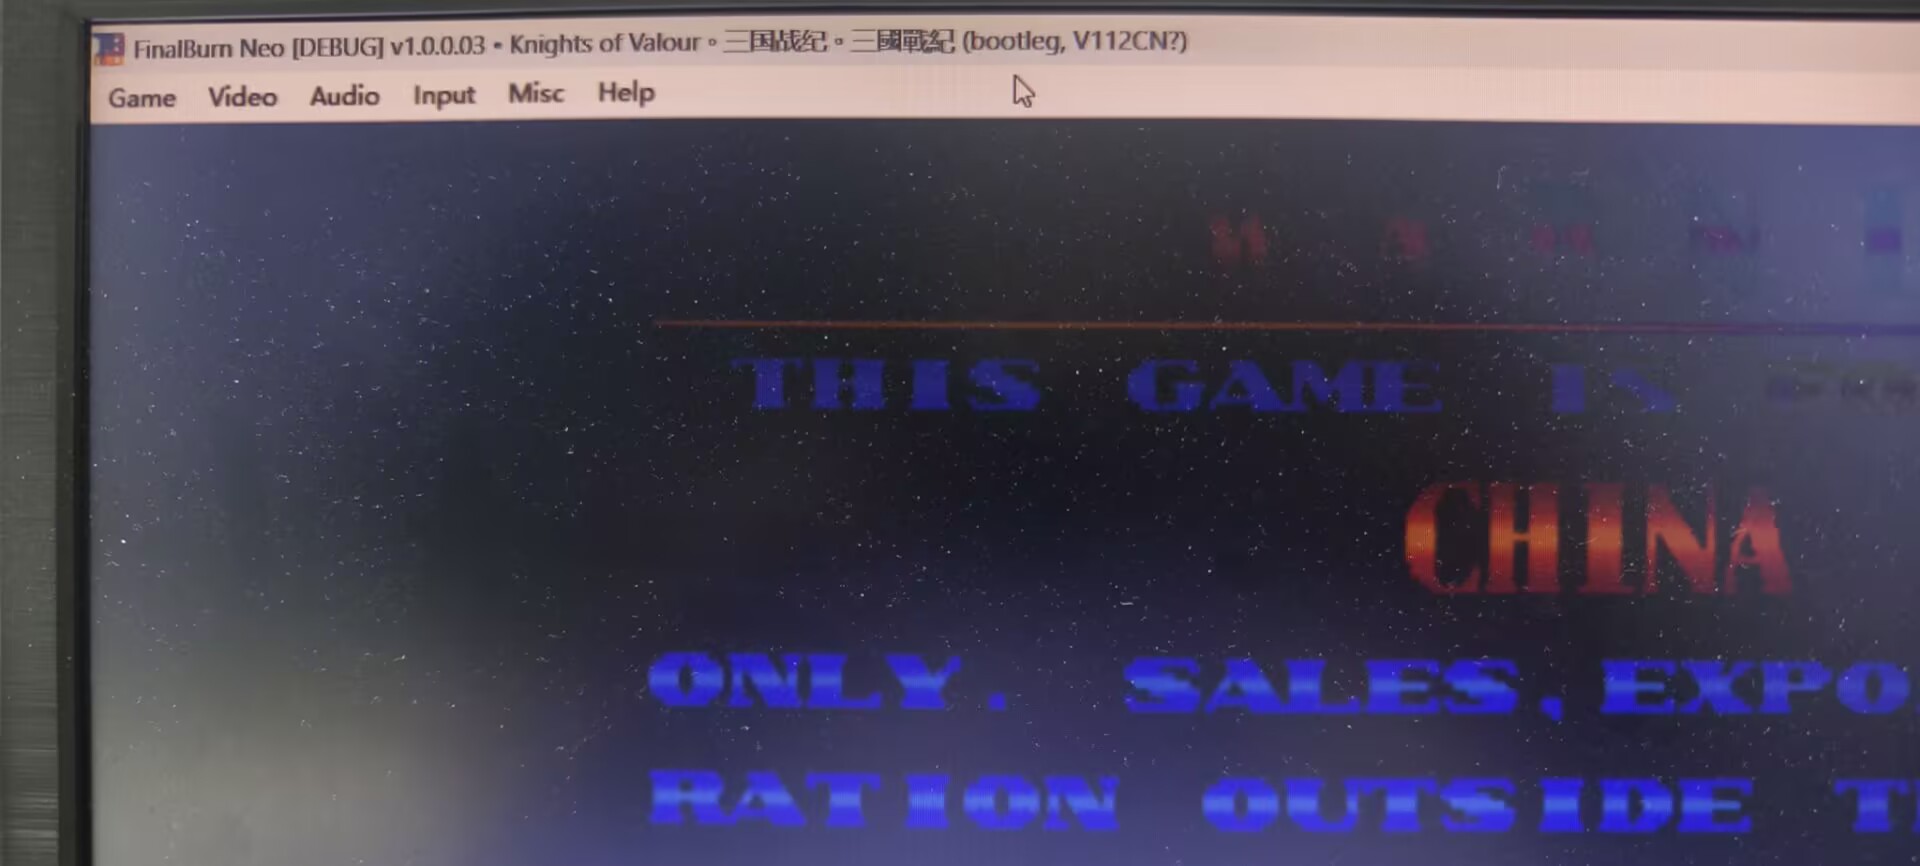 FinalBurn Neo [DEBUG] v1.0.0.03 • Knights of Valour ◦ 三国战纪 ◦ 三國戰紀 (bootleg, V112CN?)
Game Video Audio Input Misc Help
THIS GAME IS
CHINA
ONLY. SALES, EXPO
RATION OUTSIDE T